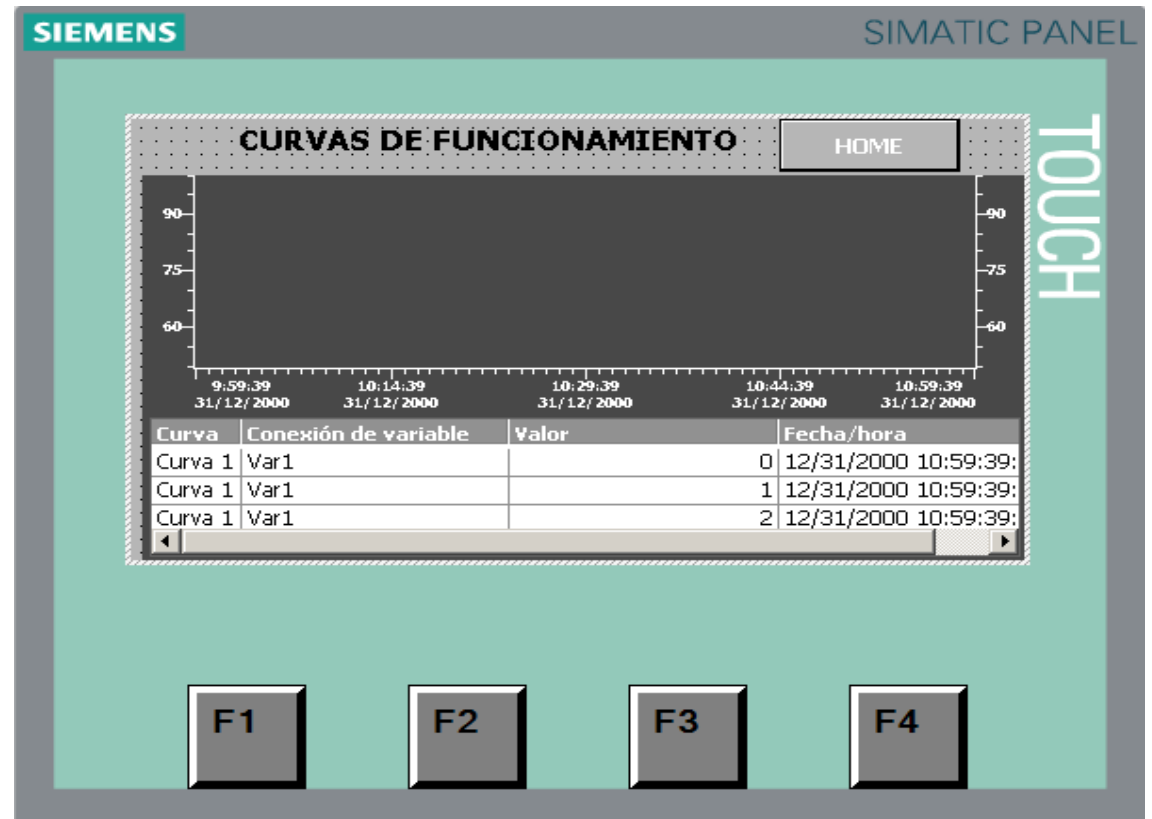 SIEMENS
SIMATIC PANEL
TOUCH
CURVAS DE FUNCIONAMIENTO
HOME
90 90
75 75
60 60
9:59:39 10:14:39 10:29:39 10:44:39 10:59:39
31/12/2000 31/12/2000 31/12/2000 31/12/2000 31/12/2000
Curva Conexión de variable Valor Fecha/hora
Curva 1 Var1 0 12/31/2000 10:59:39:
Curva 1 Var1 1 12/31/2000 10:59:39:
Curva 1 Var1 2 12/31/2000 10:59:39:
F1 F2 F3 F4